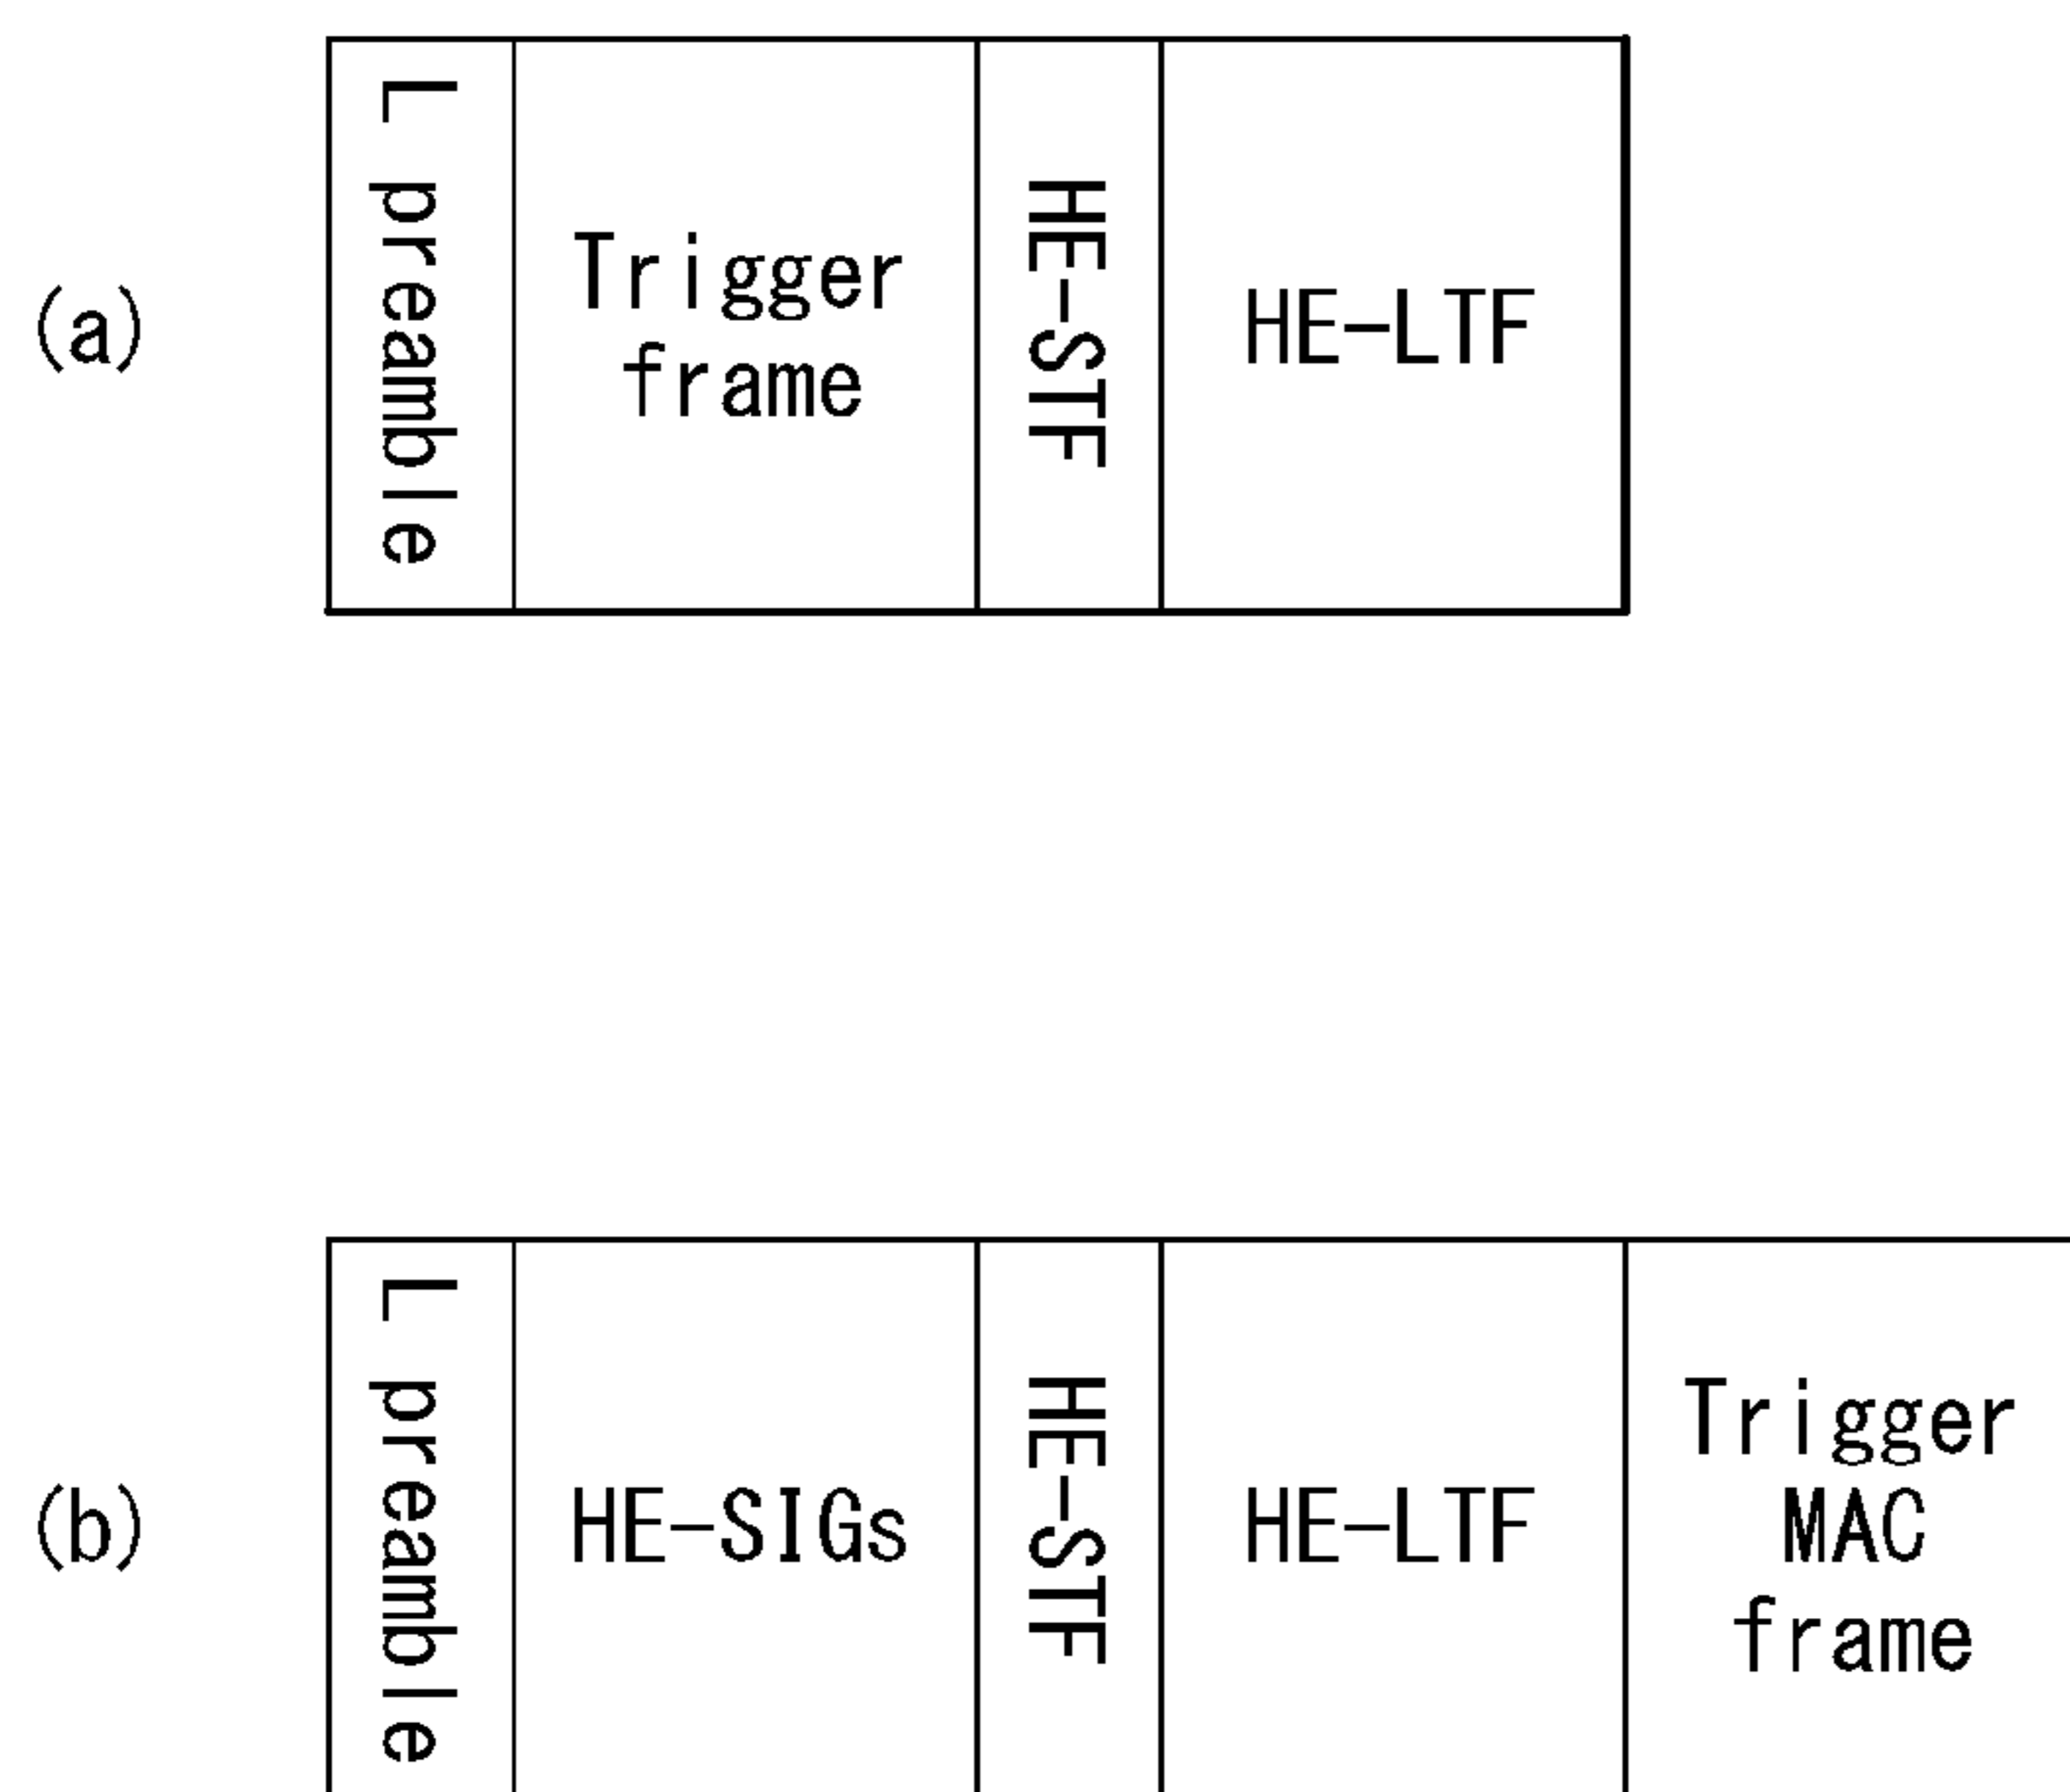 (a)
L preamble
Trigger
frame
HE-STF
HE-LTF
(b)
L preamble
HE-SIGs
HE-STF
HE-LTF
Trigger
MAC
frame